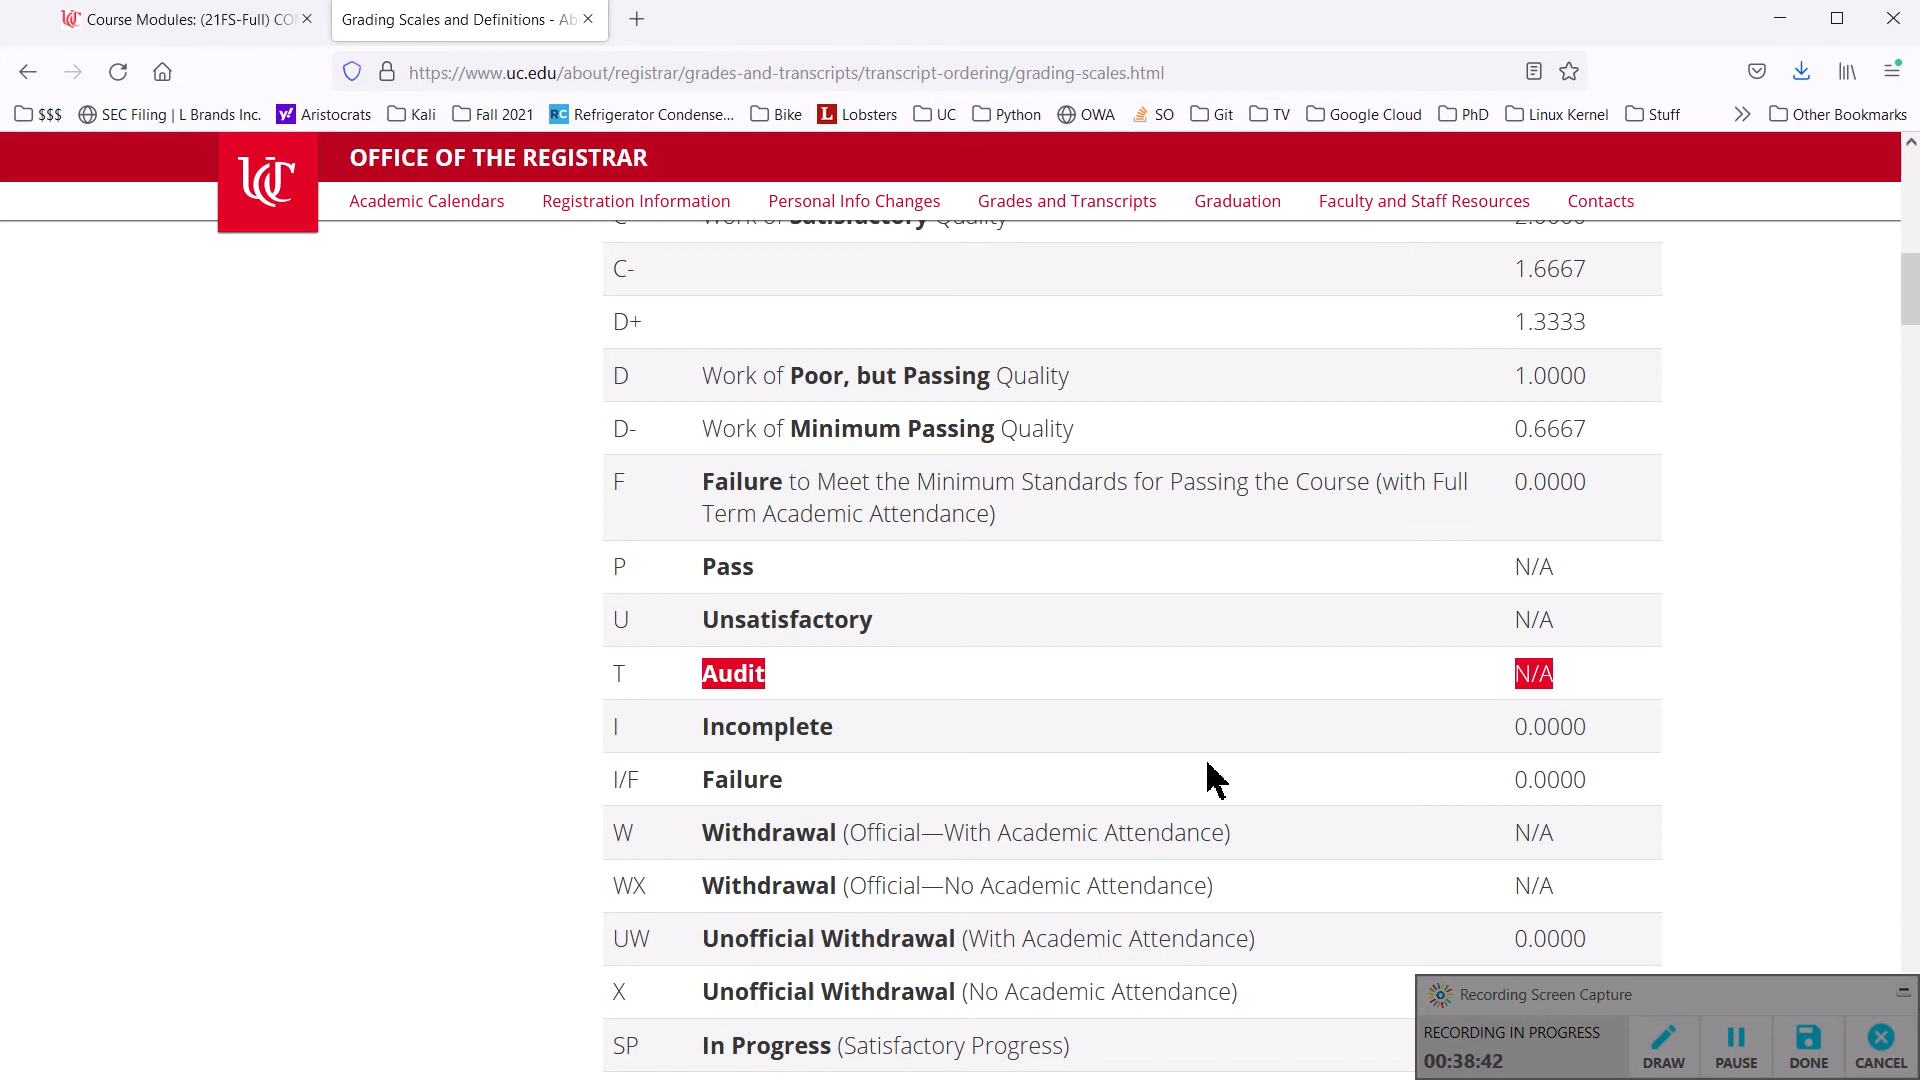 Course Modules: (21FS-Full) CO
Grading Scales and Definitions - Ab
https://www.uc.edu/about/registrar/grades-and-transcripts/transcript-ordering/grading-scales.html
$$$ SEC Filing | L Brands Inc. Aristocrats Kali Fall 2021 Refrigerator Condense... Bike Lobsters UC Python OWA SO Git TV Google Cloud PhD Linux Kernel Stuff Other Bookmarks
OFFICE OF THE REGISTRAR
Academic Calendars Registration Information Personal Info Changes Grades and Transcripts Graduation Faculty and Staff Resources Contacts
C Work of Satisfactory Quality 2.0000
C- 1.6667
D+ 1.3333
D Work of Poor, but Passing Quality 1.0000
D- Work of Minimum Passing Quality 0.6667
F Failure to Meet the Minimum Standards for Passing the Course (with Full 0.0000
Term Academic Attendance)
P Pass N/A
U Unsatisfactory N/A
T Audit N/A
I Incomplete 0.0000
I/F Failure 0.0000
W Withdrawal (Official—With Academic Attendance) N/A
WX Withdrawal (Official—No Academic Attendance) N/A
UW Unofficial Withdrawal (With Academic Attendance) 0.0000
X Unofficial Withdrawal (No Academic Attendance)
SP In Progress (Satisfactory Progress)
Recording Screen Capture
RECORDING IN PROGRESS
00:38:42
DRAW PAUSE DONE CANCEL